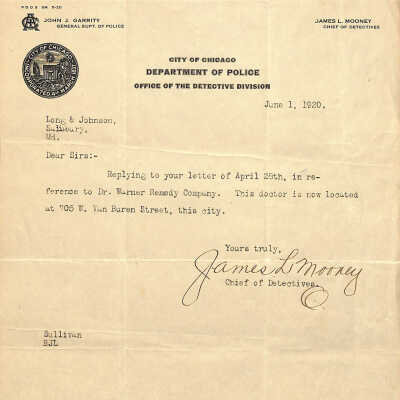 JOHN J. GARRITY
GENERAL SUPT. OF POLICE
JAMES L. MOONEY
CHIEF OF DETECTIVES
CITY OF CHICAGO
DEPARTMENT OF POLICE
OFFICE OF THE DETECTIVE DIVISION
June 1, 1920.
Long & Johnson,
Salisbury,
Md.
Dear Sirs:-
Replying to your letter of April 28th, in re-
ference to Dr. Warner Remedy Company. This doctor is now located
at 705 W. Van Buren Street, this city.
Yours truly,
James L. Mooney
Chief of Detectives.
Sullivan
SJL